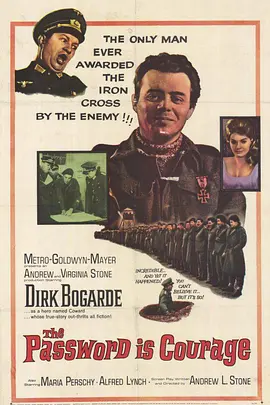 THE ONLY MAN
EVER
AWARDED
THE
IRON
CROSS
BY THE ENEMY!!!
METRO-GOLDWYN-MAYER
presents an
ANDREW AND VIRGINIA STONE
production starring
DIRK BOGARDE
...as a hero named Coward
...whose true-story out-thrills all fiction!
INCREDIBLE...
AND YET IT
HAPPENED!
YOU CAN'T
BELIEVE IT...
BUT IT'S SO!
The
Password is Courage
Also
Starring MARIA PERSCHY · ALFRED LYNCH · Screen Play Written
and Directed by ANDREW L. STONE